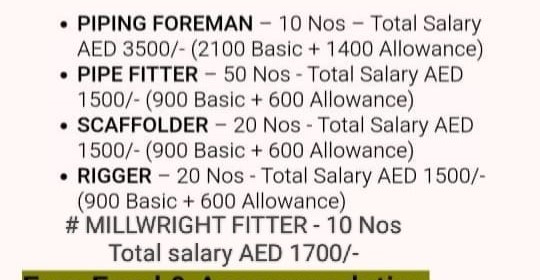 • PIPING FOREMAN – 10 Nos – Total Salary
AED 3500/- (2100 Basic + 1400 Allowance)
• PIPE FITTER – 50 Nos - Total Salary AED
1500/- (900 Basic + 600 Allowance)
• SCAFFOLDER – 20 Nos - Total Salary AED
1500/- (900 Basic + 600 Allowance)
• RIGGER – 20 Nos - Total Salary AED 1500/-
(900 Basic + 600 Allowance)
# MILLWRIGHT FITTER - 10 Nos
Total salary AED 1700/-